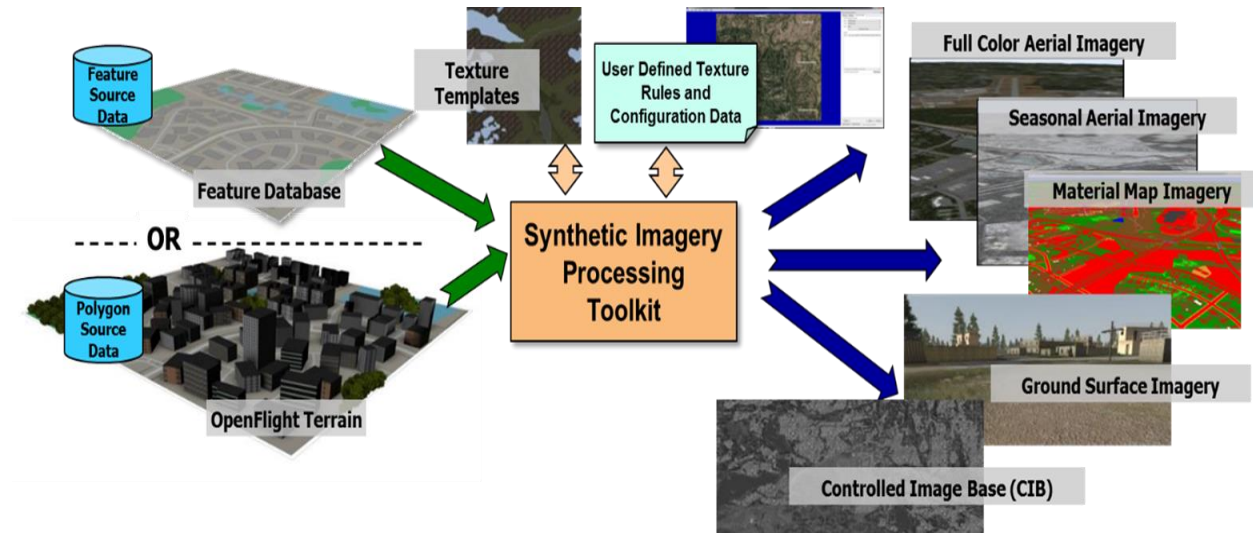 Feature
Source
Data
Feature Database
OR
Polygon
Source
Data
OpenFlight Terrain
Texture
Templates
User Defined Texture
Rules and
Configuration Data
Synthetic Imagery
Processing
Toolkit
Full Color Aerial Imagery
Seasonal Aerial Imagery
Material Map Imagery
Ground Surface Imagery
Controlled Image Base (CIB)